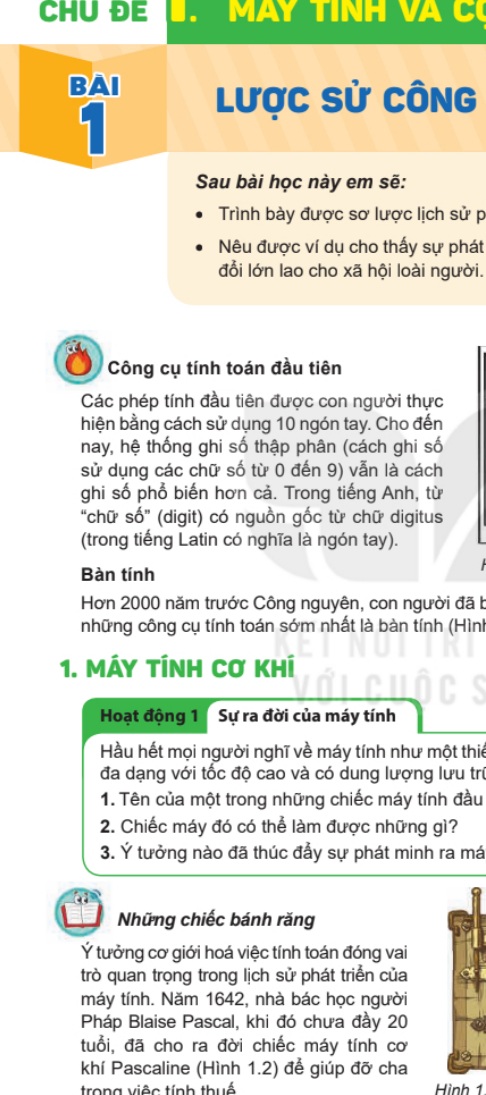 CHỦ ĐỀ 1. MÁY TÍNH VÀ
BÀI
1
LƯỢC SỬ CÔNG
Sau bài học này em sẽ:
• Trình bày được sơ lược lịch sử
• Nêu được ví dụ cho thấy sự phát
đổi lớn lao cho xã hội loài người.
Công cụ tính toán đầu tiên
Các phép tính đầu tiên được con người thực
hiện bằng cách sử dụng 10 ngón tay. Cho đến
nay, hệ thống ghi số thập phân (cách ghi số
sử dụng các chữ số từ 0 đến 9) vẫn là cách
ghi số phổ biến hơn cả. Trong tiếng Anh, từ
“chữ số” (digit) có nguồn gốc từ chữ digitus
(trong tiếng Latin có nghĩa là ngón tay).
Bàn tính
Hơn 2000 năm trước Công nguyên, con người đã
những công cụ tính toán sớm nhất là bàn tính (Hình
KẾT NỐI TRI
VỚI CUỘC
1. MÁY TÍNH CƠ KHÍ
Hoạt động 1 Sự ra đời của máy tính
Hầu hết mọi người nghĩ về máy tính như một
đa dạng với tốc độ cao và có dung lượng lưu
1. Tên của một trong những chiếc máy tính đầu
2. Chiếc máy đó có thể làm được những gì?
3. Ý tưởng nào đã thúc đẩy sự phát minh ra
Những chiếc bánh răng
Ý tưởng cơ giới hoá việc tính toán đóng vai
trò quan trọng trong lịch sử phát triển của
máy tính. Năm 1642, nhà bác học người
Pháp Blaise Pascal, khi đó chưa đầy 20
tuổi, đã cho ra đời chiếc máy tính cơ
khí Pascaline (Hình 1.2) để giúp đỡ cha
trong việc tính thuế
Hình 1.